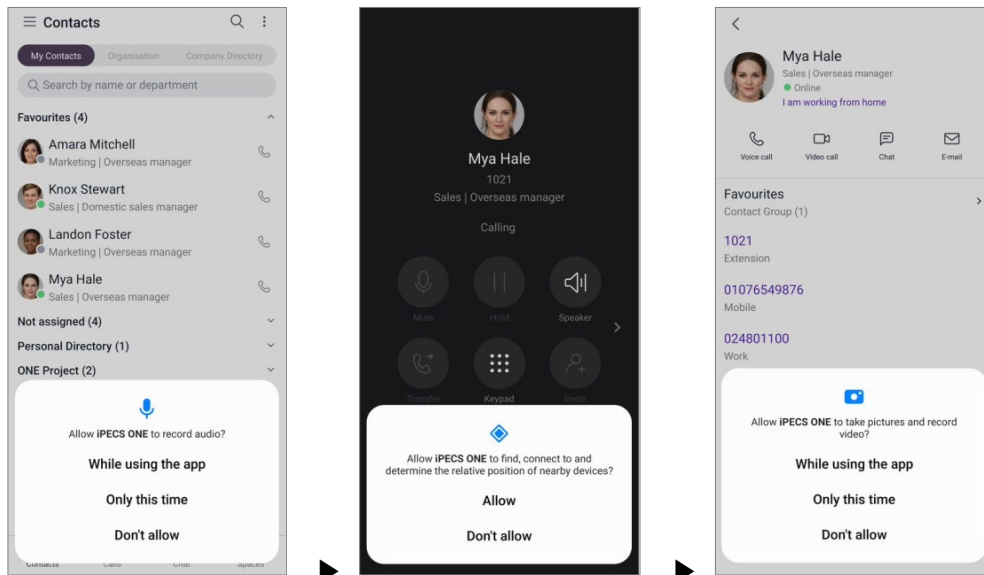 Contacts
My Contacts Organisation Company Directory
Search by name or department
Favourites (4)
Amara Mitchell
Marketing | Overseas manager
Knox Stewart
Sales | Domestic sales manager
Landon Foster
Marketing | Overseas manager
Mya Hale
Sales | Overseas manager
Not assigned (4)
Personal Directory (1)
ONE Project (2)
Allow iPECS ONE to record audio?
While using the app
Only this time
Don't allow
Contacts Calls Chat Spaces
Mya Hale
1021
Sales | Overseas manager
Calling
Mute Hold Speaker
Transfer Keypad Invite
Allow iPECS ONE to find, connect to and
determine the relative position of nearby devices?
Allow
Don't allow
Mya Hale
Sales | Overseas manager
Online
I am working from home
Voice call Video call Chat E-mail
Favourites
Contact Group (1)
1021
Extension
01076549876
Mobile
024801100
Work
Allow iPECS ONE to take pictures and record
video?
While using the app
Only this time
Don't allow